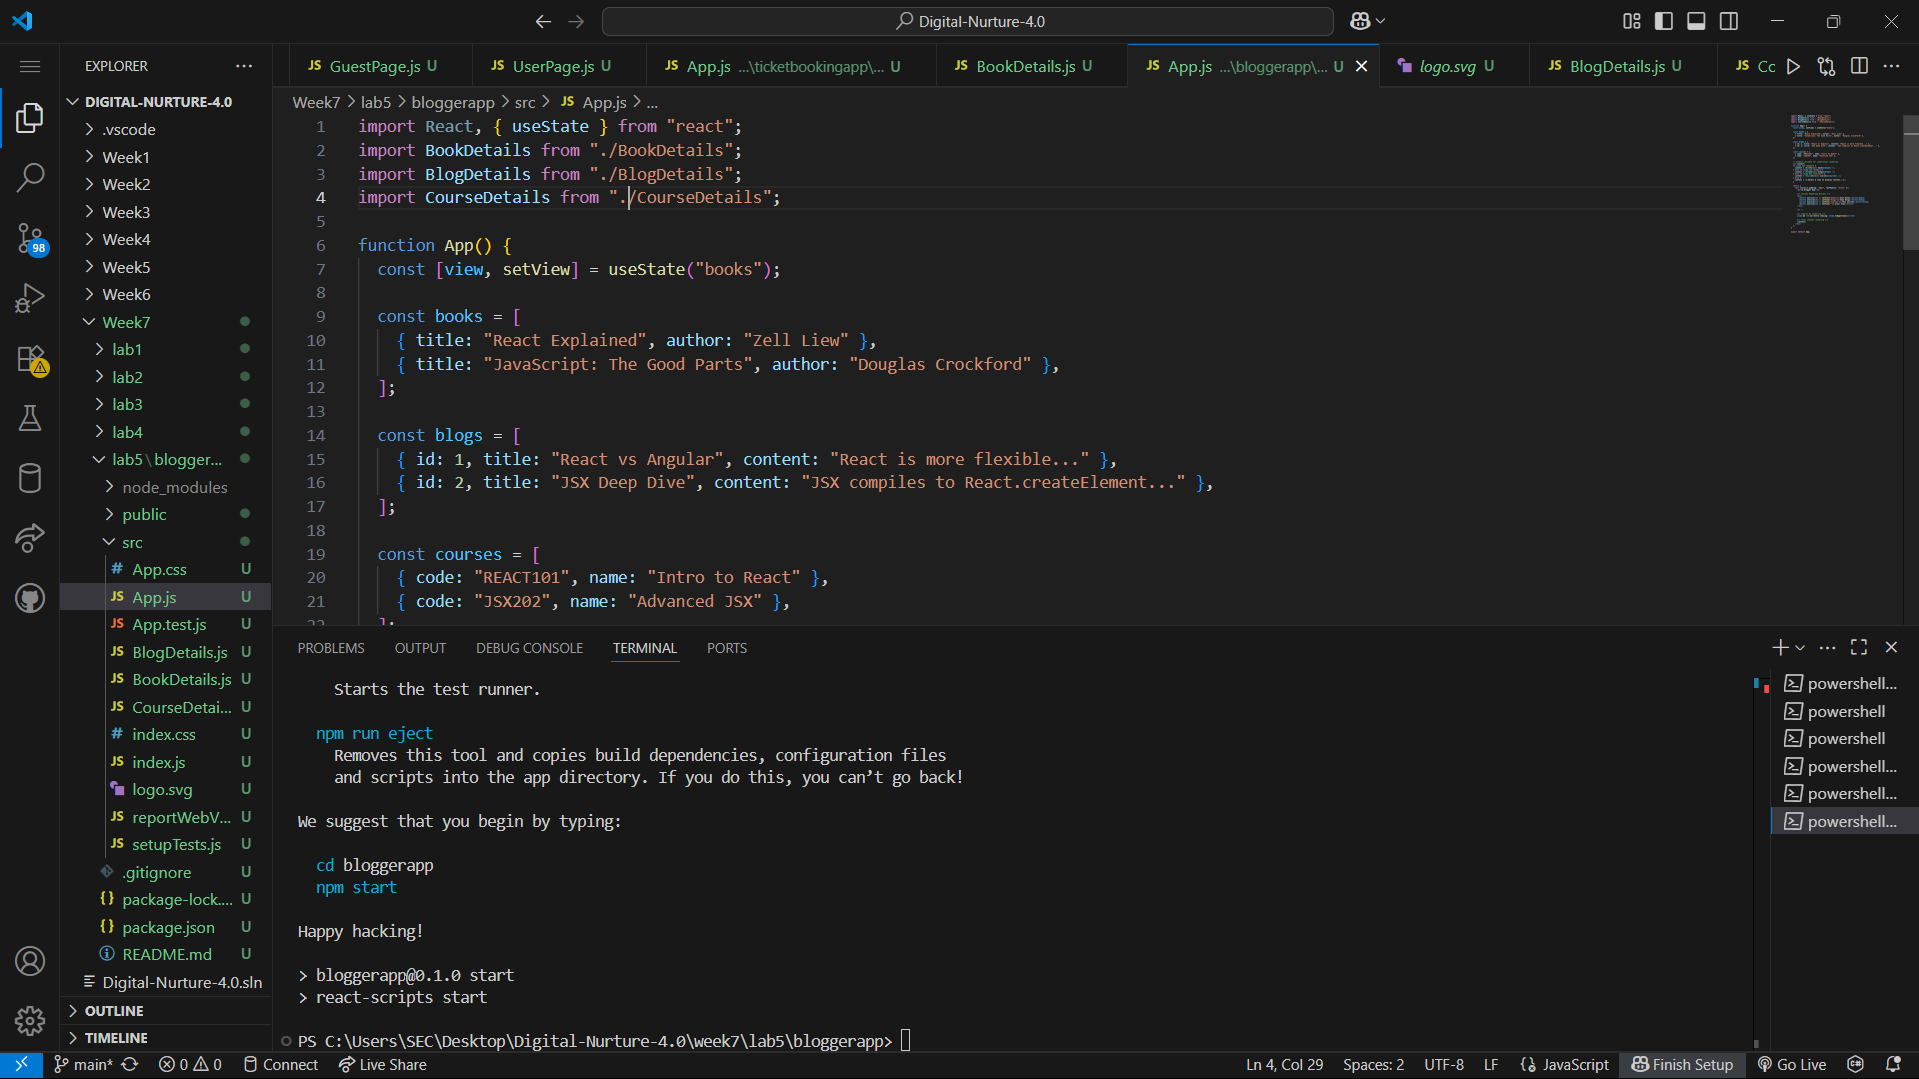 Digital-Nurture-4.0
EXPLORER
GuestPage.js U
UserPage.js U
App.js ...\ticketbookingapp\... U
BookDetails.js U
App.js ...\bloggerapp\... U
logo.svg U
BlogDetails.js U
Cc
DIGITAL-NURTURE-4.0
.vscode
Week1
Week2
Week3
Week4
Week5
Week6
Week7
lab1
lab2
lab3
lab4
lab5\blogger...
node_modules
public
src
App.css U
App.js U
App.test.js U
BlogDetails.js U
BookDetails.js U
CourseDetai... U
index.css U
index.js U
logo.svg U
reportWebV... U
setupTests.js U
.gitignore U
package-lock.... U
package.json U
README.md U
Digital-Nurture-4.0.sln
OUTLINE
TIMELINE
98
Week7 > lab5 > bloggerapp > src > JS App.js > ...
1 import React, { useState } from "react";
2 import BookDetails from "./BookDetails";
3 import BlogDetails from "./BlogDetails";
4 import CourseDetails from "./CourseDetails";
5
6 function App() {
7 const [view, setView] = useState("books");
8
9 const books = [
10 { title: "React Explained", author: "Zell Liew" },
11 { title: "JavaScript: The Good Parts", author: "Douglas Crockford" },
12 ];
13
14 const blogs = [
15 { id: 1, title: "React vs Angular", content: "React is more flexible..." },
16 { id: 2, title: "JSX Deep Dive", content: "JSX compiles to React.createElement..." },
17 ];
18
19 const courses = [
20 { code: "REACT101", name: "Intro to React" },
21 { code: "JSX202", name: "Advanced JSX" },
22 ];
PROBLEMS OUTPUT DEBUG CONSOLE TERMINAL PORTS
Starts the test runner.
npm run eject
Removes this tool and copies build dependencies, configuration files
and scripts into the app directory. If you do this, you can’t go back!
We suggest that you begin by typing:
cd bloggerapp
npm start
Happy hacking!
> bloggerapp@0.1.0 start
> react-scripts start
PS C:\Users\SEC\Desktop\Digital-Nurture-4.0\week7\lab5\bloggerapp>
powershell...
powershell
powershell
powershell...
powershell...
powershell...
main* 0 0 Connect Live Share Ln 4, Col 29 Spaces: 2 UTF-8 LF {} JavaScript Finish Setup Go Live